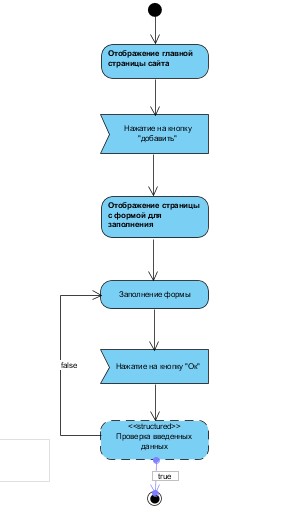 Отображение главной
страницы сайта
Нажатие на кнопку
"добавить"
Отображение страницы
с формой для
заполнения
Заполнение формы
false
Нажатие на кнопку "Ок"
<<structured>>
Проверка введенных
данных
true